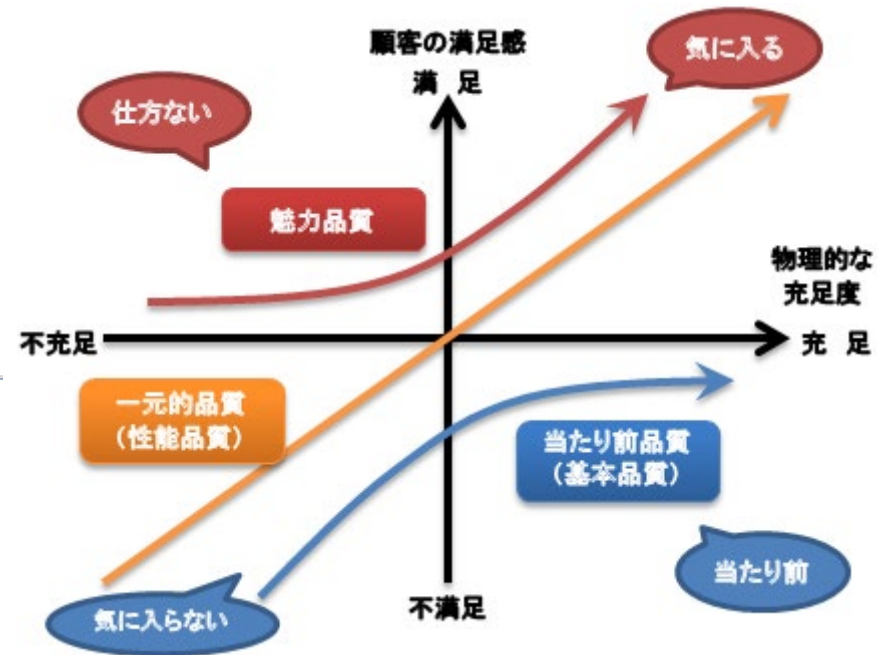 顧客の満足感
満 足
気に入る
仕方ない
魅力品質
物理的な
充足度
不充足
充 足
一元的品質
（性能品質）
当たり前品質
（基本品質）
当たり前
気に入らない
不満足